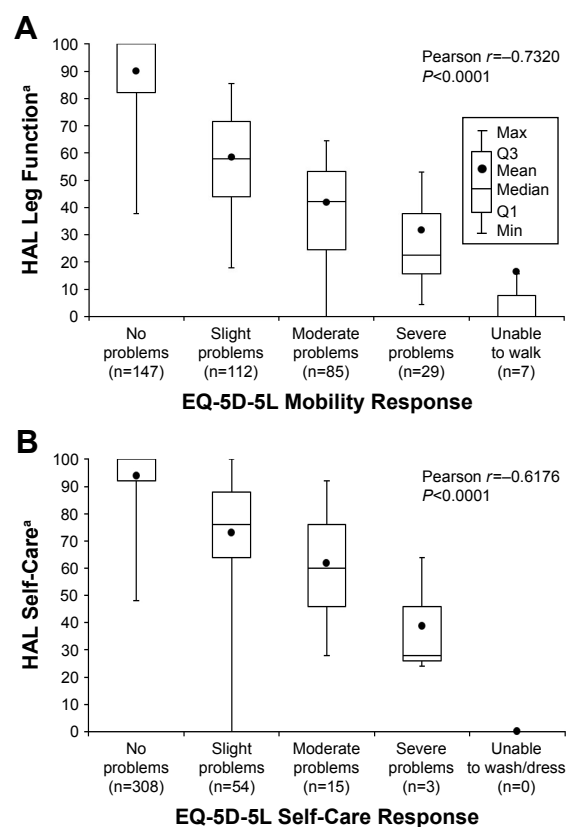 A
100
90
80
70
60
50
40
30
20
10
0
HAL Leg Functionᵃ
Pearson r=–0.7320
P<0.0001
Max
Q3
Mean
Median
Q1
Min
No problems (n=147)
Slight problems (n=112)
Moderate problems (n=85)
Severe problems (n=29)
Unable to walk (n=7)
EQ-5D-5L Mobility Response
B
100
90
80
70
60
50
40
30
20
10
0
HAL Self-Careᵃ
Pearson r=–0.6176
P<0.0001
No problems (n=308)
Slight problems (n=54)
Moderate problems (n=15)
Severe problems (n=3)
Unable to wash/dress (n=0)
EQ-5D-5L Self-Care Response